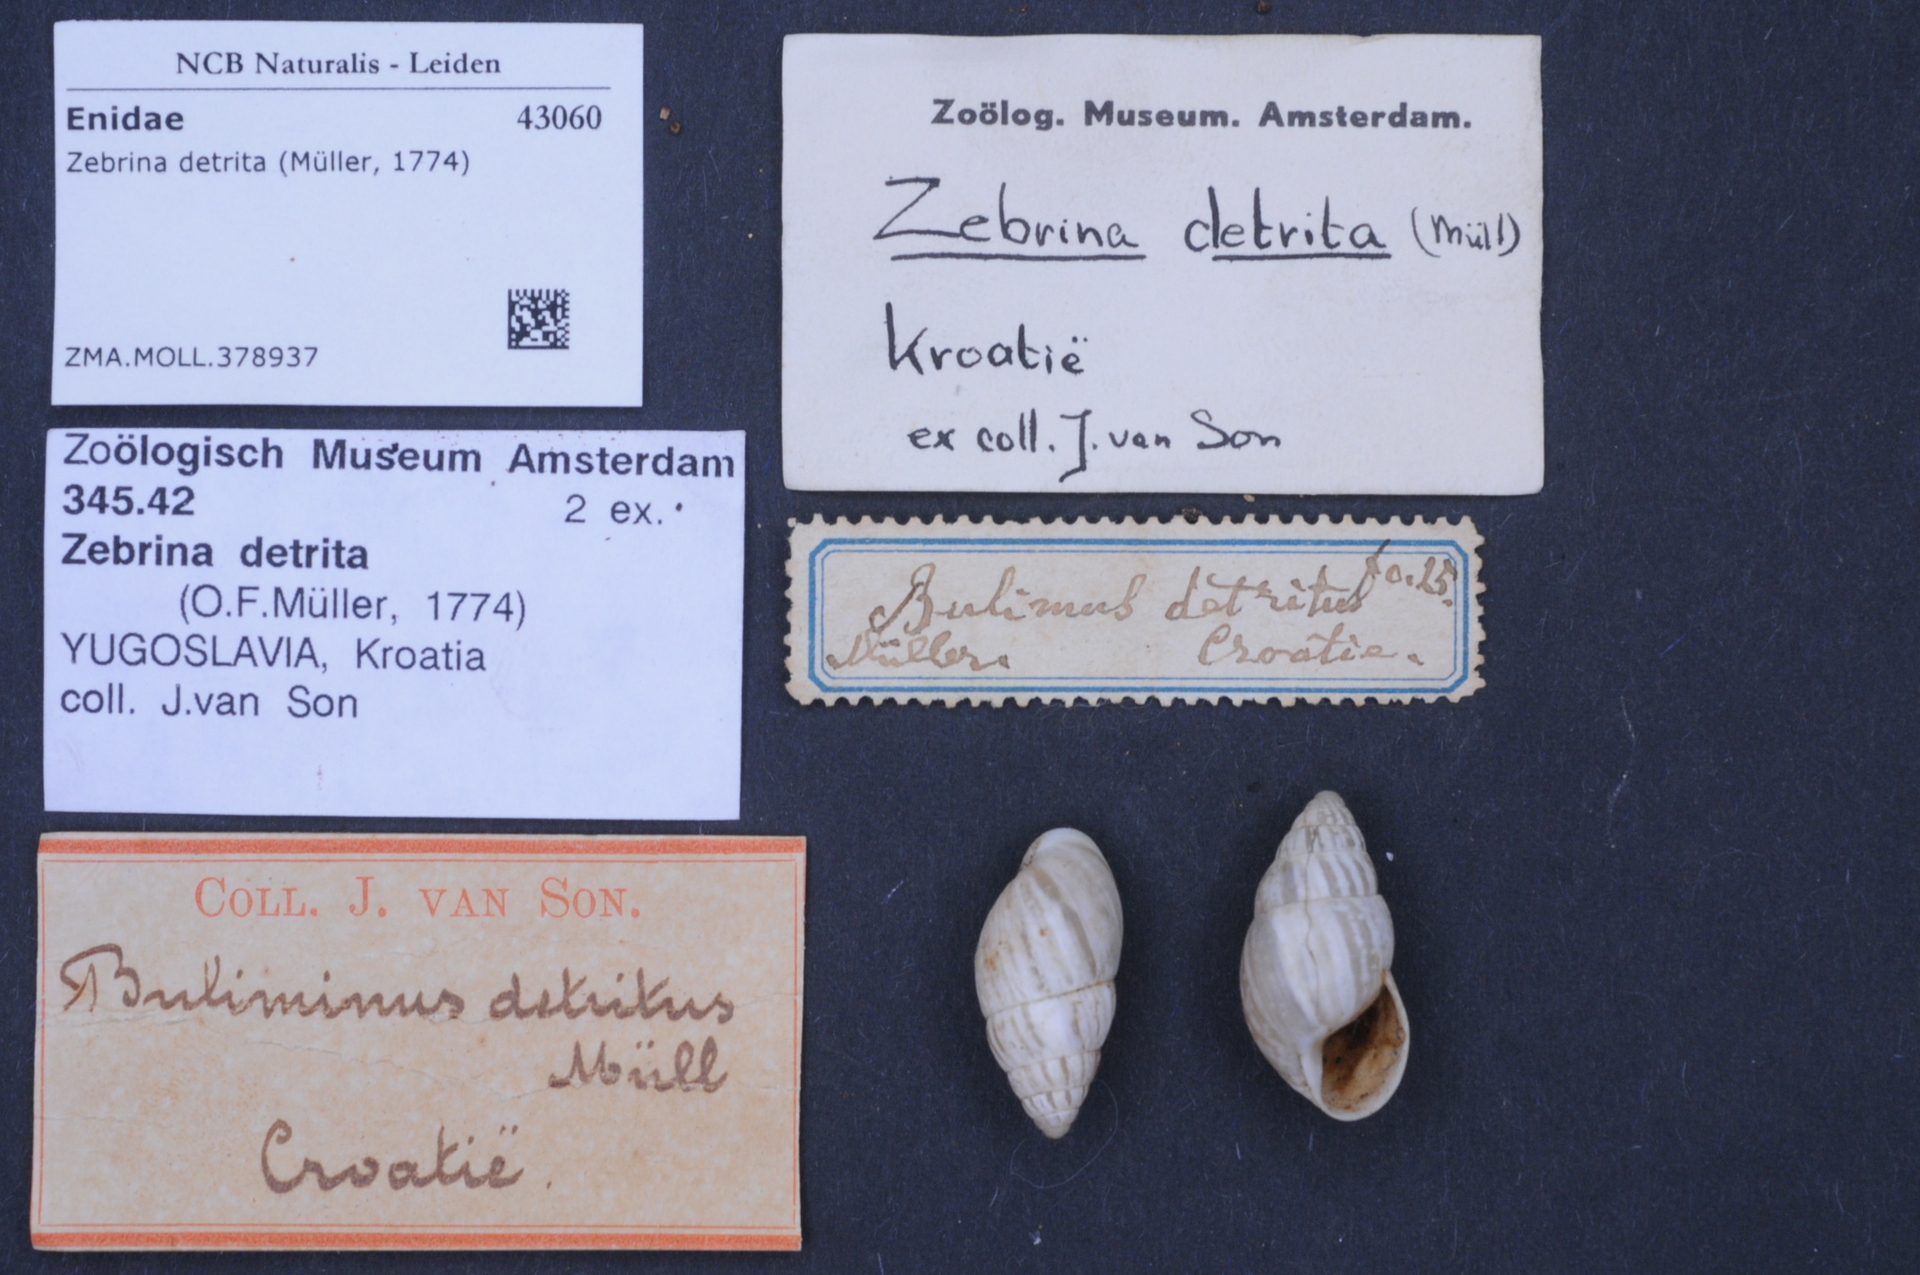 NCB Naturalis - Leiden
Enidae 43060
Zebrina detrita (Müller, 1774)
ZMA.MOLL.378937
Zoölogisch Museum Amsterdam
345.42 2 ex.
Zebrina detrita
(O.F.Müller, 1774)
YUGOSLAVIA, Kroatia
coll. J.van Son
COLL. J. VAN SON.
Buliminus detritus
Müll
Croatië.
Zoölog. Museum. Amsterdam.
Zebrina detrita (Müll)
Kroatië
ex coll. J. van Son
Bulimus detritus
Müller. Croatie.